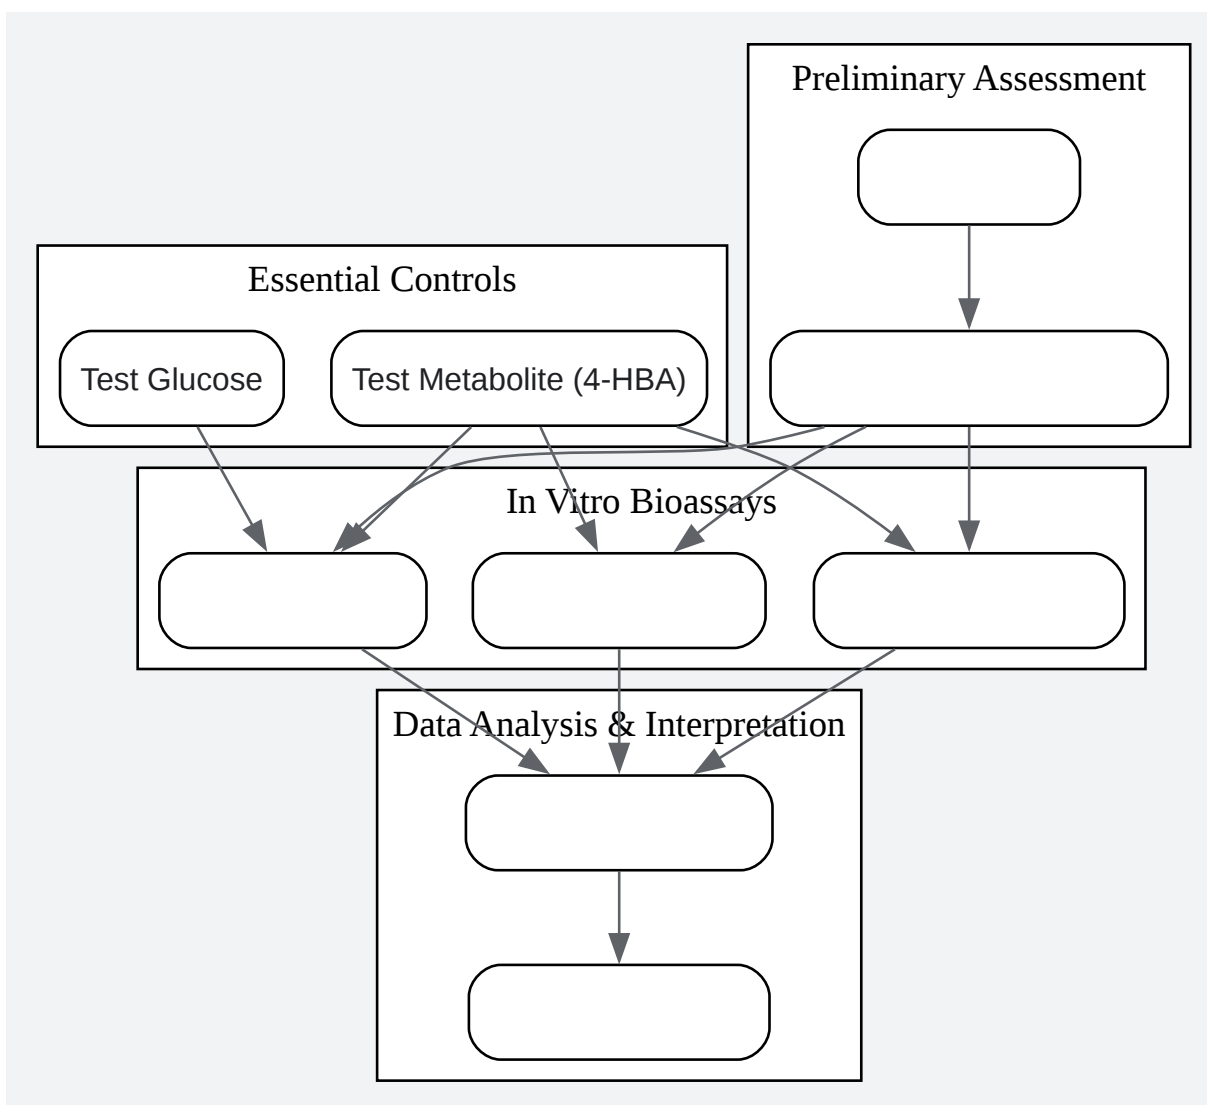 Preliminary Assessment
Essential Controls
Test Glucose
Test Metabolite (4-HBA)
In Vitro Bioassays
Data Analysis & Interpretation